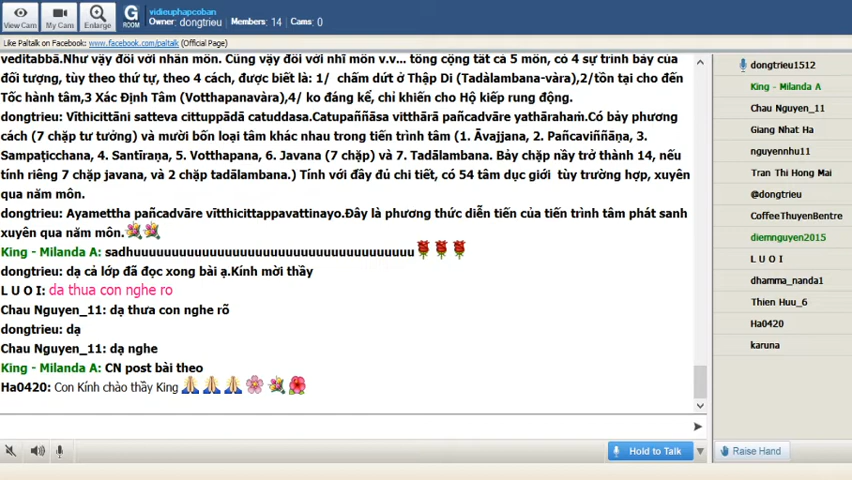 View Cam
My Cam
Enlarge
G
ROOM
vidieuphapcoban
Owner: dongtrieu
Members: 14
Cams: 0
Like Paltalk on Facebook: www.facebook.com/paltalk (Official Page)
veditabbā.Như vậy đối với nhãn môn. Cũng vậy đối với nhĩ môn v.v... tổng cộng tất cả 5 môn, có 4 sự trình bày của
đối tượng, tùy theo thứ tự, theo 4 cách, được biết là: 1/ chấm dứt ở Thập Di (Tadàlambana-vàra),2/tồn tại cho đến
Tốc hành tâm,3 Xác Định Tâm (Votthapanavàra),4/ ko đáng kể, chỉ khiến cho Hộ kiếp rung động.
dongtrieu: Vīthicittāni satteva cittuppādā catuddasa.Catupaññāsa vitthārā pañcadvāre yathārahaṁ.Có bảy phương
cách (7 chặp tư tưởng) và mười bốn loại tâm khác nhau trong tiến trình tâm (1. Āvajjana, 2. Pañcaviññāṇa, 3.
Sampaṭicchana, 4. Santīraṇa, 5. Votthapana, 6. Javana (7 chặp) và 7. Tadālambana. Bảy chặp nầy trở thành 14, nếu
tính riêng 7 chặp javana, và 2 chặp tadālambana.) Tính với đầy đủ chi tiết, có 54 tâm dục giới tùy trường hợp, xuyên
qua năm môn.
dongtrieu: Ayamettha pañcadvāre vītthicittappavattinayo.Đây là phương thức diễn tiến của tiến trình tâm phát sanh
xuyên qua năm môn.
King - Milanda A: sadhuuuuuuuuuuuuuuuuuuuuuuuuuuuuuuuuuuuuu
dongtrieu: dạ cả lớp đã đọc xong bài ạ.Kính mời thầy
L U O I: da thua con nghe ro
Chau Nguyen_11: dạ thưa con nghe rõ
dongtrieu: dạ
Chau Nguyen_11: dạ nghe
King - Milanda A: CN post bài theo
Ha0420: Con Kính chào thầy King
Hold to Talk
Raise Hand
dongtrieu1512
King - Milanda A
Chau Nguyen_11
Giang Nhat Ha
nguyennhu11
Tran Thi Hong Mai
@dongtrieu
CoffeeThuyenBentre
diemnguyen2015
L U O I
dhamma_nanda1
Thien Huu_6
Ha0420
karuna